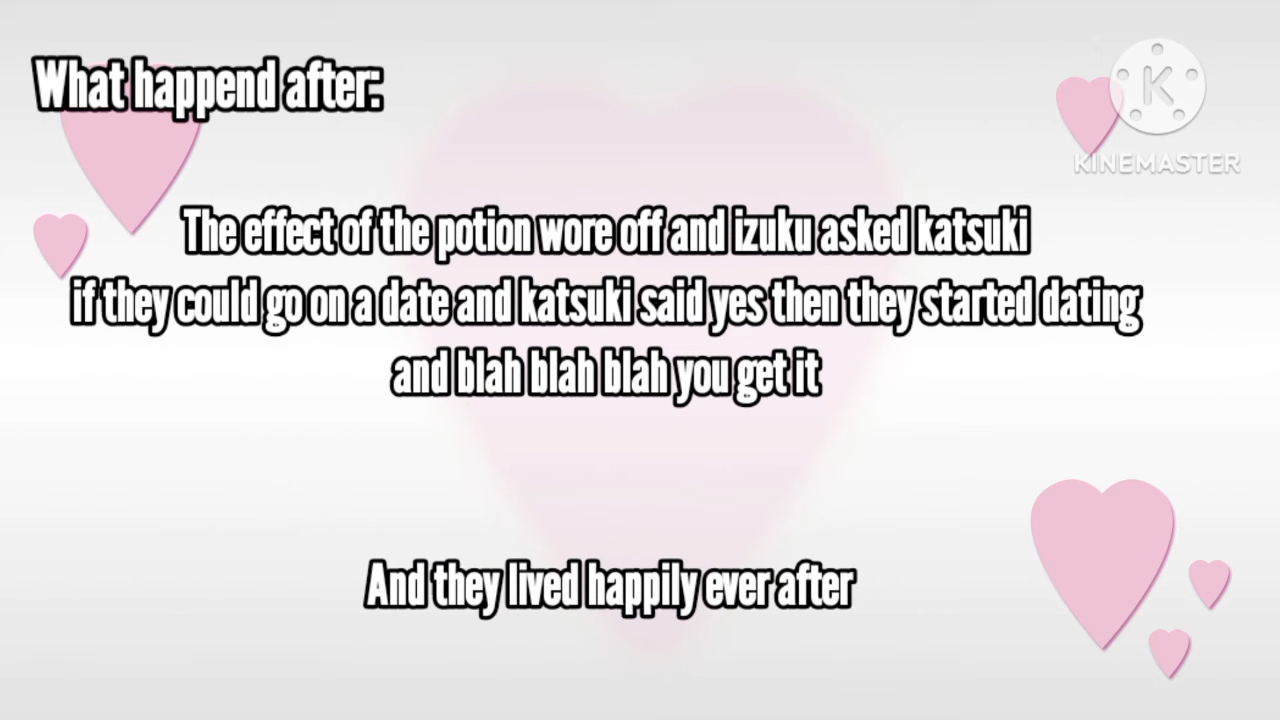 What happend after:
K
KINEMASTER
The effect of the potion wore off and izuku asked katsuki
if they could go on a date and katsuki said yes then they started dating
and blah blah blah you get it
And they lived happily ever after